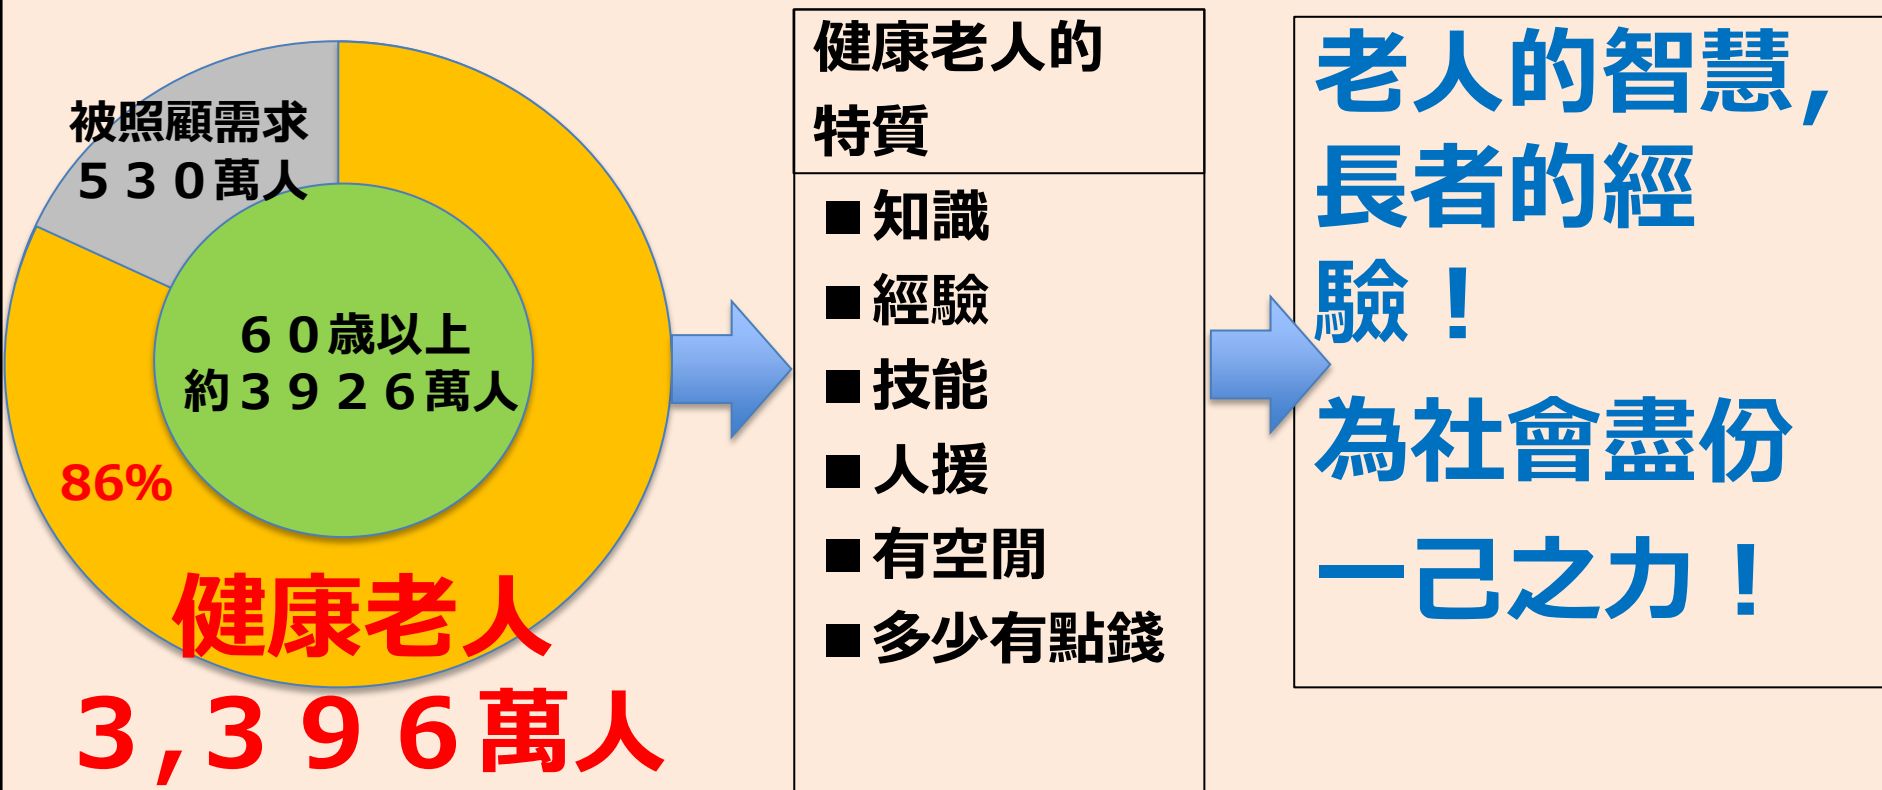 被照顧需求
５３０萬人
６０歳以上
約３９２６萬人
86%
健康老人
３,３９６萬人
健康老人的
特質
■知識
■經驗
■技能
■人援
■有空閒
■多少有點錢
老人的智慧,
長者的經
驗！
為社會盡份
一己之力！